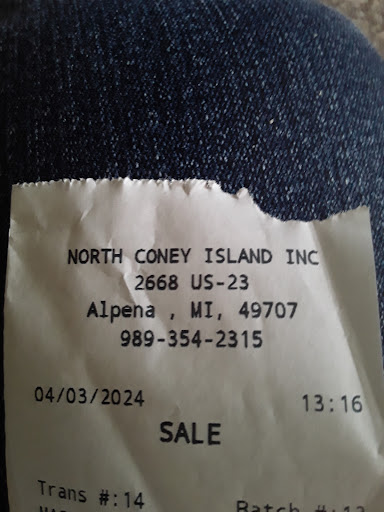 NORTH CONEY ISLAND INC
2668 US-23
Alpena , MI, 49707
989-354-2315
04/03/2024 13:16
SALE
Trans #:14 Batch #: